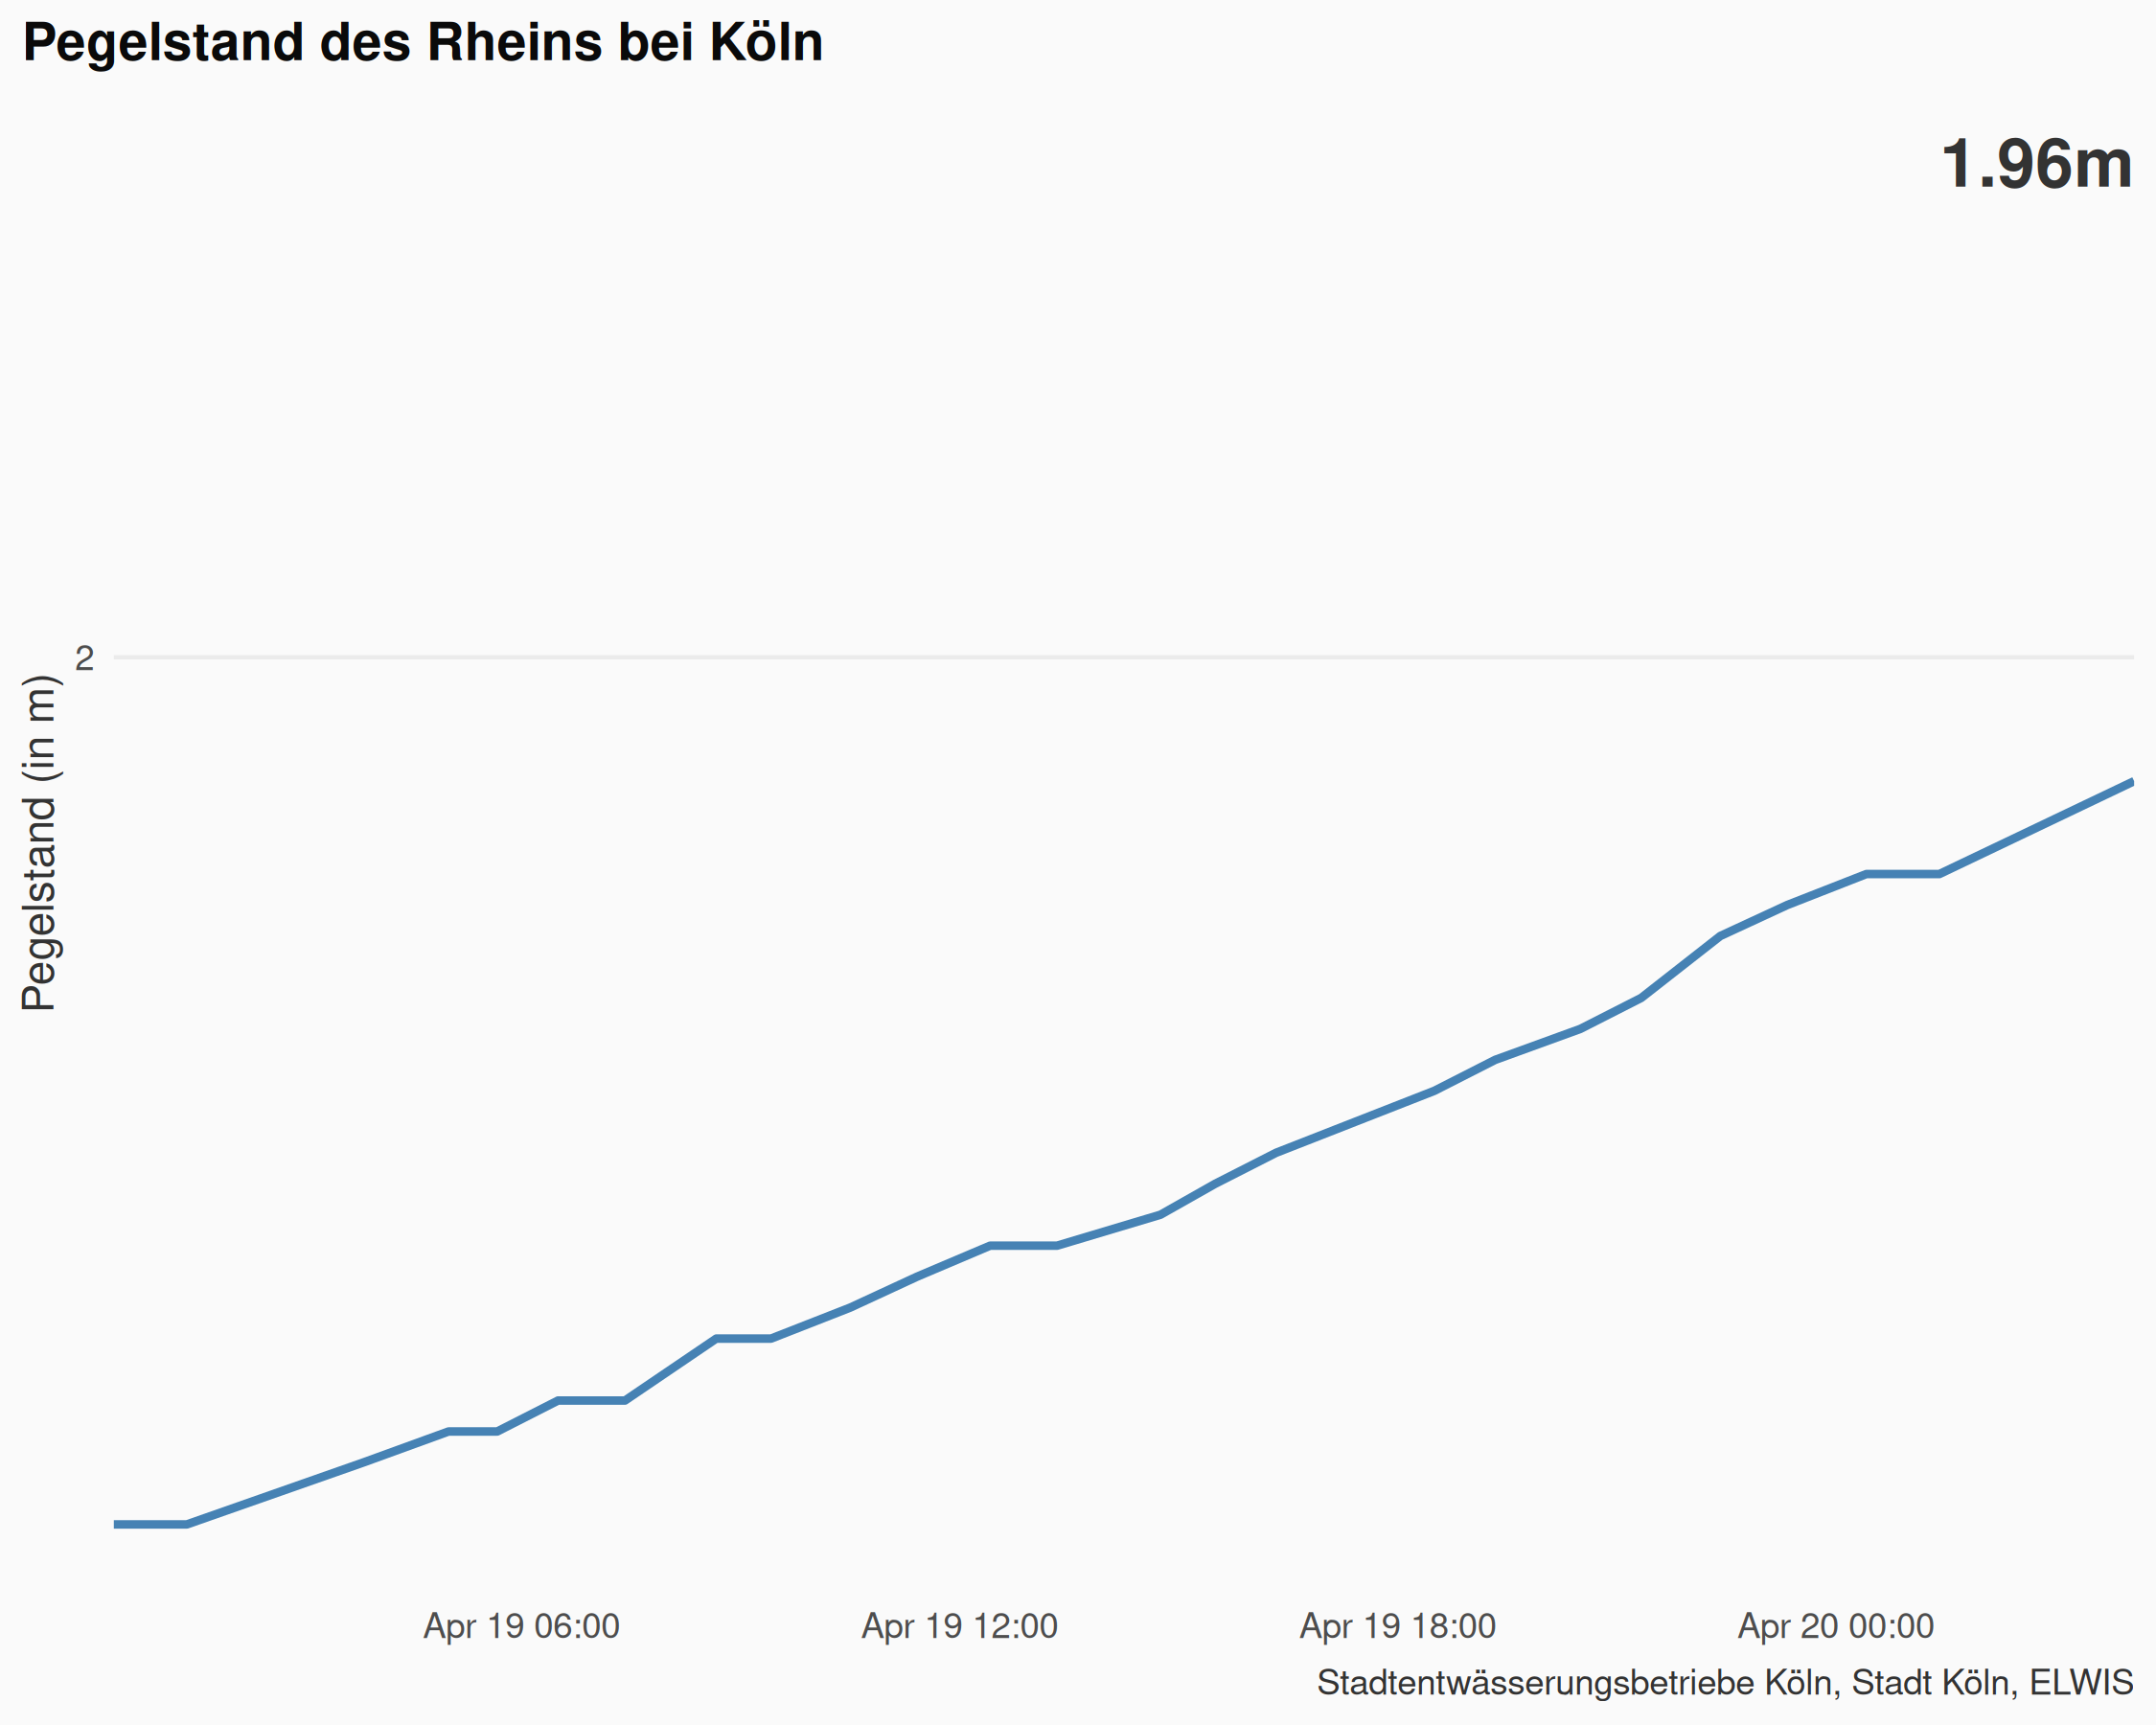 Pegelstand des Rheins bei Köln
1.96m
2
Pegelstand (in m)
Apr 19 06:00
Apr 19 12:00
Apr 19 18:00
Apr 20 00:00
Stadtentwässerungsbetriebe Köln, Stadt Köln, ELWIS